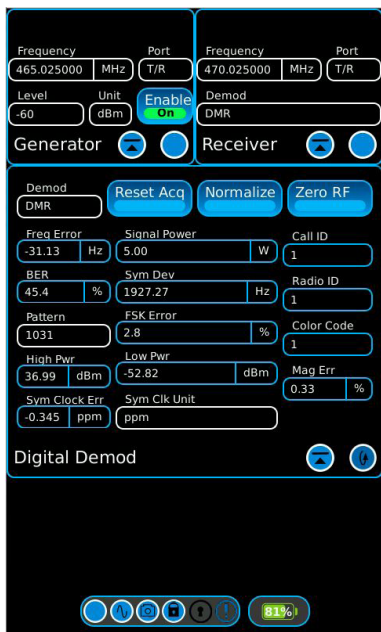 Frequency Port
465.025000 MHz T/R
Level Unit Enable
-60 dBm On
Generator
Frequency Port
470.025000 MHz T/R
Demod
DMR
Receiver
Demod
DMR
Reset Acq Normalize Zero RF
Freq Error Signal Power Call ID
-31.13 Hz 5.00 W 1
BER Sym Dev Radio ID
45.4 % 1927.27 Hz 1
Pattern FSK Error Color Code
1031 2.8 % 1
High Pwr Low Pwr Mag Err
36.99 dBm -52.82 dBm 0.33 %
Sym Clock Err Sym Clk Unit
-0.345 ppm ppm
Digital Demod
81%